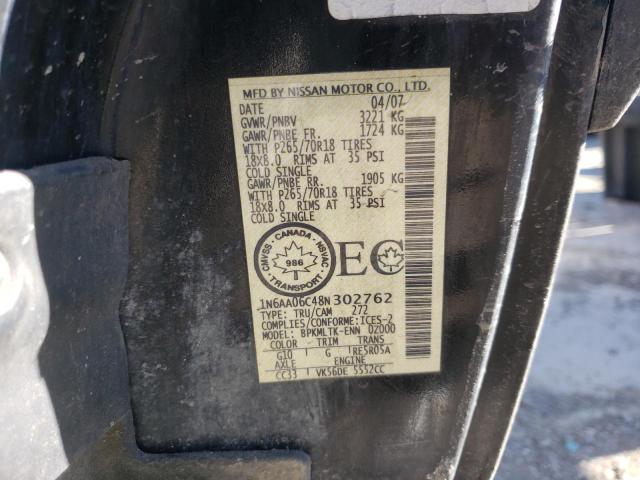 MFD BY NISSAN MOTOR CO., LTD.
DATE 04/07
GVWR/PNBV 3221 KG
GAWR/PNBE FR. 1724 KG
WITH P265/70R18 TIRES
18X8.0 RIMS AT 35 PSI
COLD SINGLE
GAWR/PNBE RR. 1905 KG
WITH P265/70R18 TIRES
18X8.0 RIMS AT 35 PSI
COLD SINGLE
CMVSS - CANADA - NSVAC
986
TRANSPORT
EC
1N6AA06C48N302762
TYPE: TRU/CAM 272
COMPLIES/CONFORME:ICES-2
MODEL: BPKMLTK-ENN 02000
COLOR TRIM TRANS
G10 G RE5R05A
AXLE ENGINE
CC33 VK56DE 5552CC